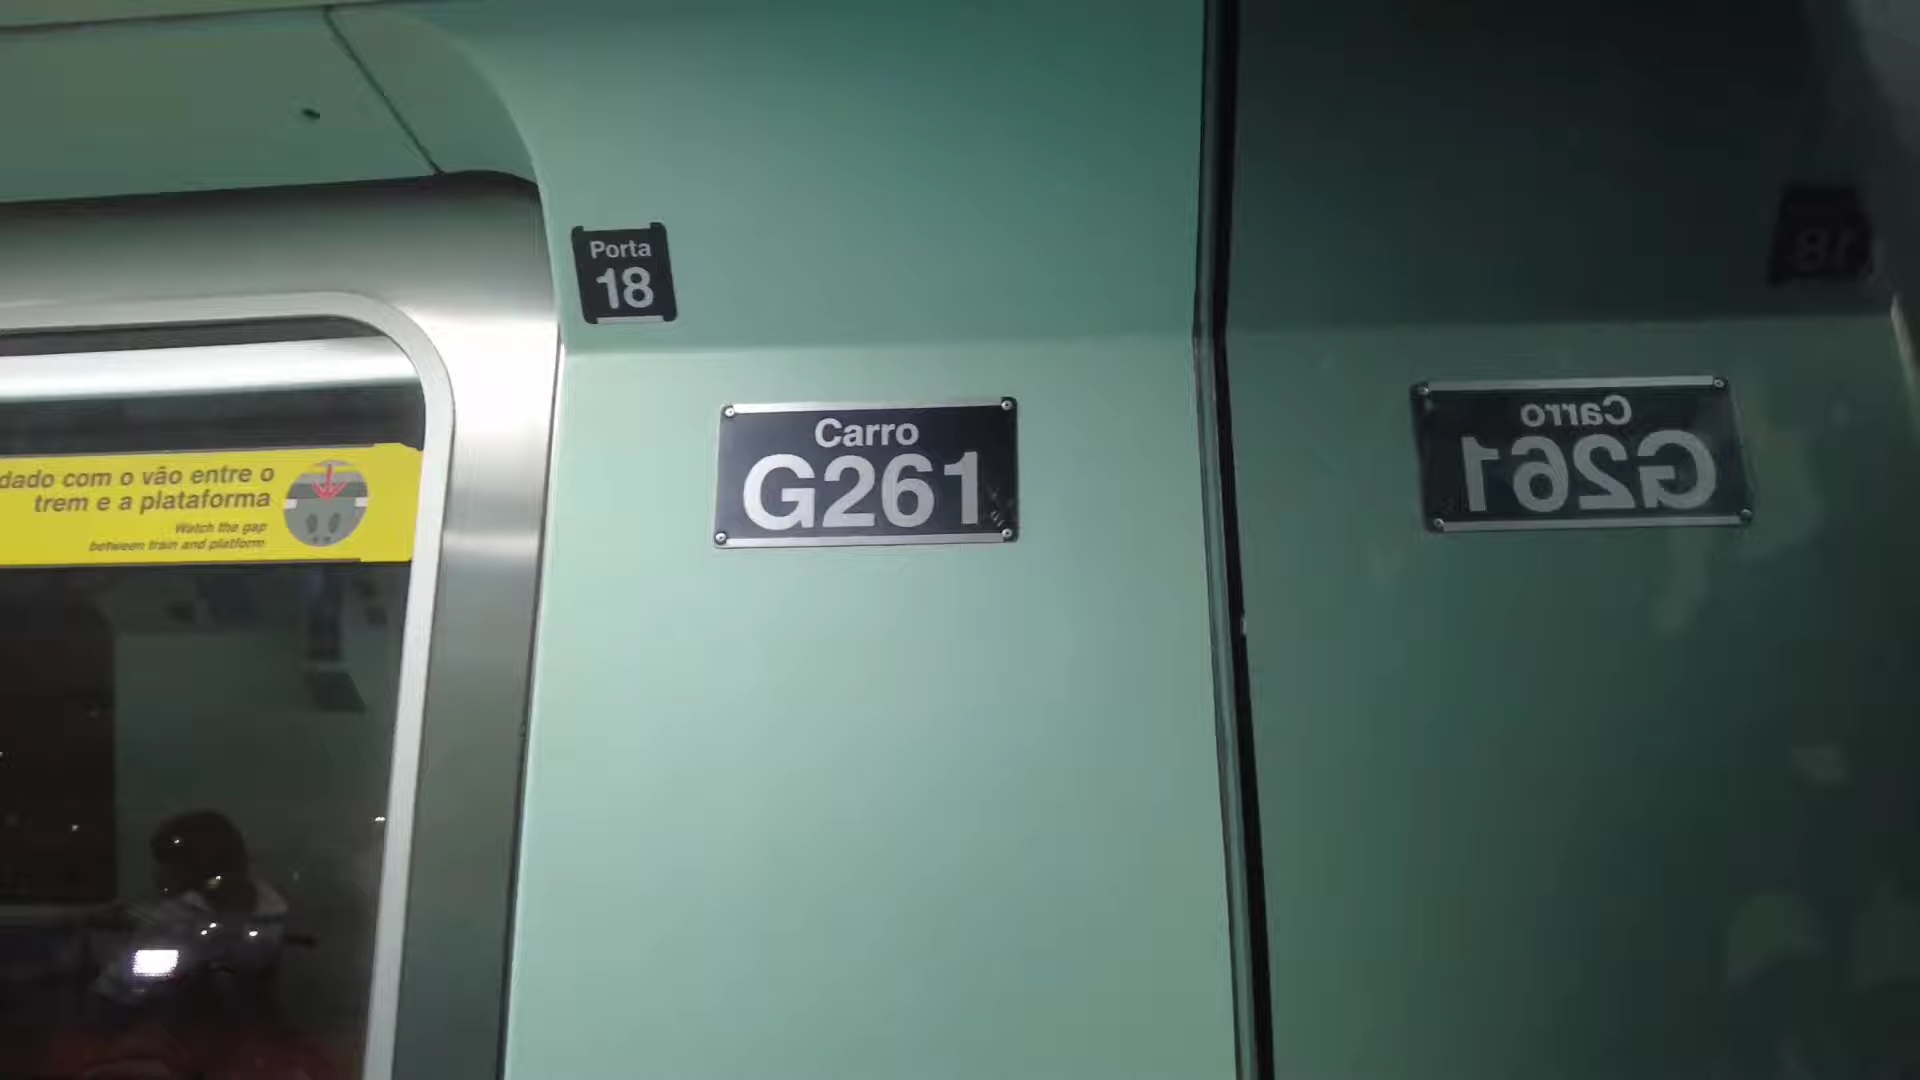 Porta
18
Carro
G261
Carro
G261
18
dado com o vão entre o
trem e a plataforma
Watch the gap
between train and platform